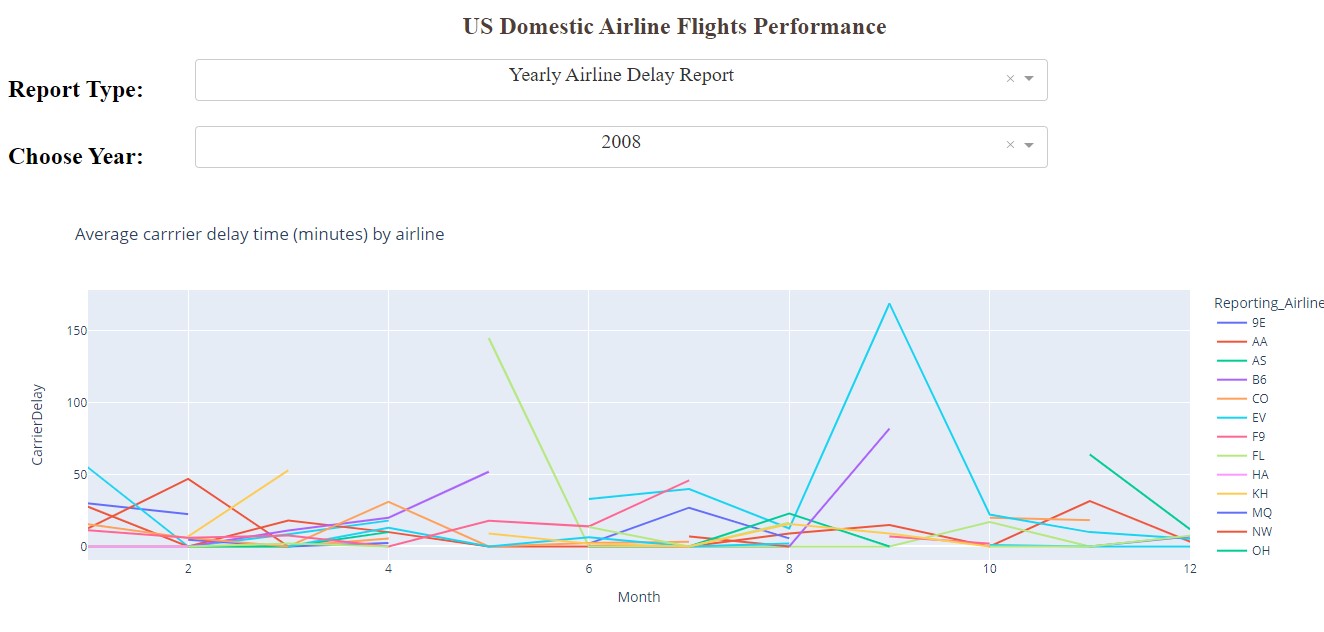 US Domestic Airline Flights Performance
Report Type:
Yearly Airline Delay Report
×
Choose Year:
2008
×
Average carrrier delay time (minutes) by airline
CarrierDelay
150
100
50
0
2
4
6
8
10
12
Month
Reporting_Airline
9E
AA
AS
B6
CO
EV
F9
FL
HA
KH
MQ
NW
OH